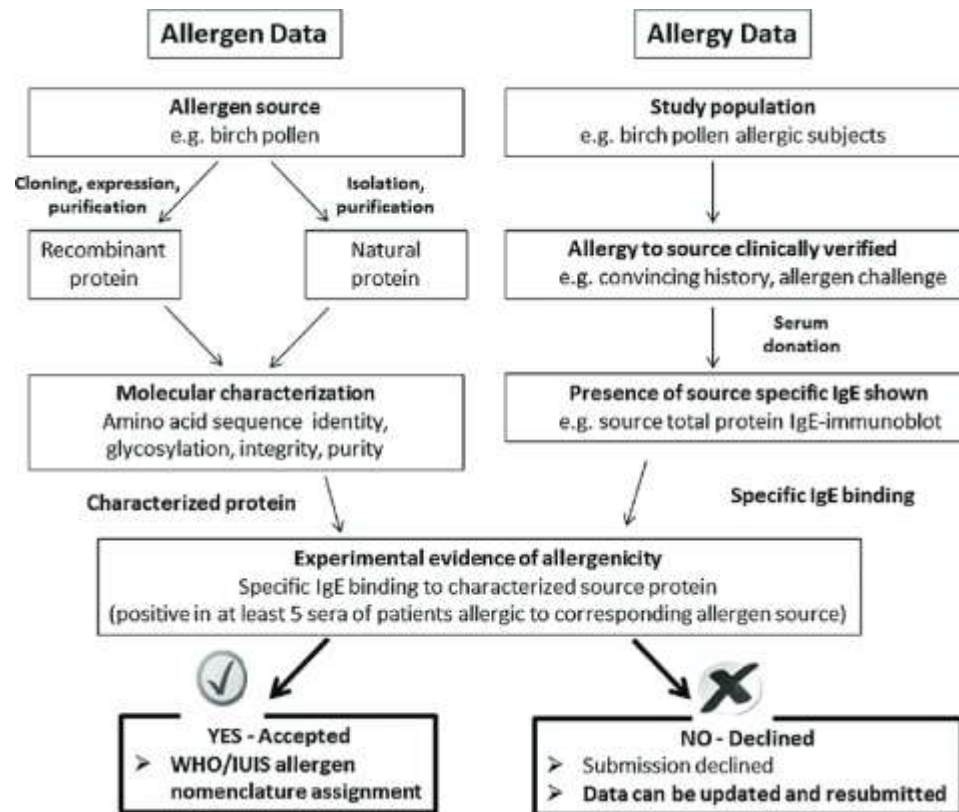 Allergen Data
Allergy Data
Allergen source
e.g. birch pollen
Study population
e.g. birch pollen allergic subjects
Cloning, expression,
purification
Isolation,
purification
Recombinant
protein
Natural
protein
Allergy to source clinically verified
e.g. convincing history, allergen challenge
Serum
donation
Molecular characterization
Amino acid sequence identity,
glycosylation, integrity, purity
Presence of source specific IgE shown
e.g. source total protein IgE-immunoblot
Characterized protein
Specific IgE binding
Experimental evidence of allergenicity
Specific IgE binding to characterized source protein
(positive in at least 5 sera of patients allergic to corresponding allergen source)
YES - Accepted
➢ WHO/IUIS allergen
nomenclature assignment
NO - Declined
➢ Submission declined
➢ Data can be updated and resubmitted